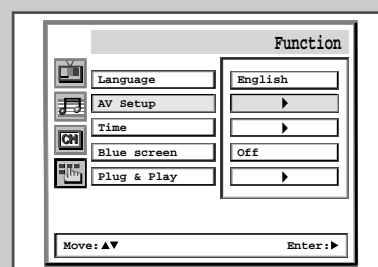 Function
Language English
AV Setup ▶
Time ▶
CH
Blue screen Off
Plug & Play ▶
Move:▲▼ Enter:▶